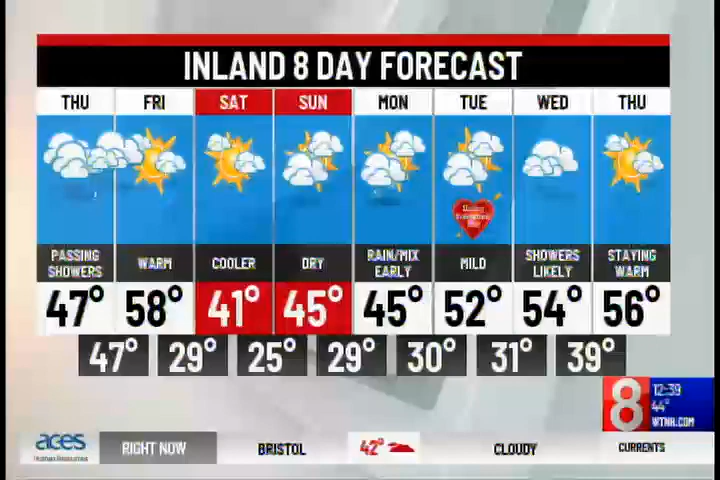 INLAND 8 DAY FORECAST
THU FRI SAT SUN MON TUE WED THU
PASSING SHOWERS
WARM
COOLER
DRY
RAIN/MIX EARLY
MILD
SHOWERS LIKELY
STAYING WARM
47° 58° 41° 45° 45° 52° 54° 56°
47° 29° 25° 29° 30° 31° 39°
8
12:39
44°
WTNH.COM
aces
RIGHT NOW BRISTOL 42° CLOUDY CURRENTS